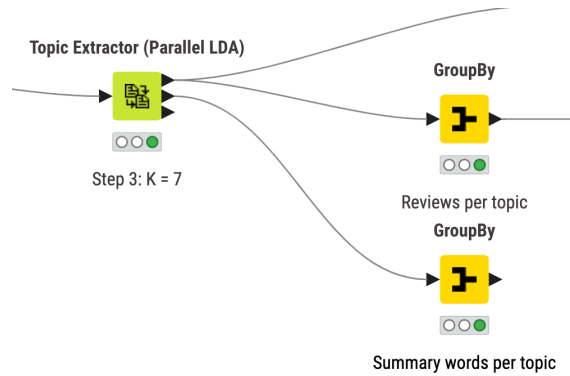 Topic Extractor (Parallel LDA)
Step 3: K = 7
GroupBy
Reviews per topic
GroupBy
Summary words per topic